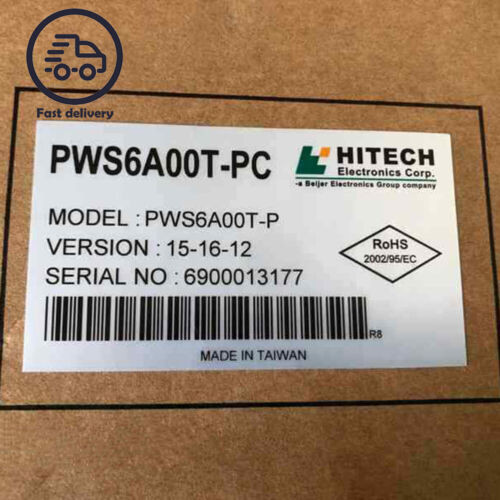 Fast delivery
PWS6A00T-PC
HITECH
Electronics Corp.
-a Beijer Electronics Group company
MODEL : PWS6A00T-P
VERSION : 15-16-12
SERIAL NO : 6900013177
RoHS
2002/95/EC
R8
MADE IN TAIWAN